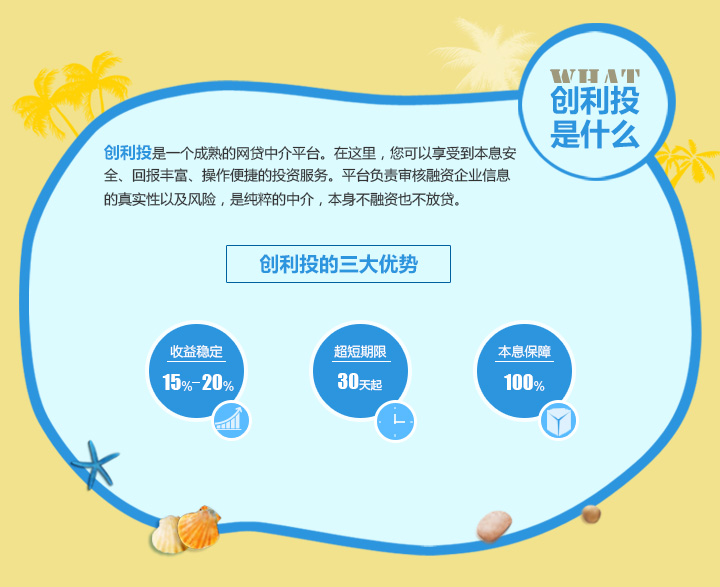 WHAT
创利投
是什么
创利投是一个成熟的网贷中介平台。在这里，您可以享受到本息安
全、回报丰富、操作便捷的投资服务。平台负责审核融资企业信息
的真实性以及风险，是纯粹的中介，本身不融资也不放贷。
创利投的三大优势
收益稳定
15%-20%
超短期限
30天起
本息保障
100%